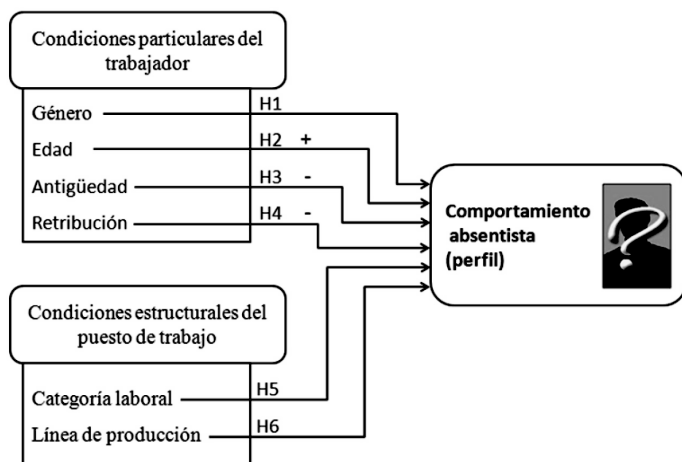 Condiciones particulares del
trabajador
Género H1
Edad H2 +
Antigüedad H3 -
Retribución H4 -
Comportamiento
absentista
(perfil)
?
Condiciones estructurales del
puesto de trabajo
Categoría laboral H5
Línea de producción H6